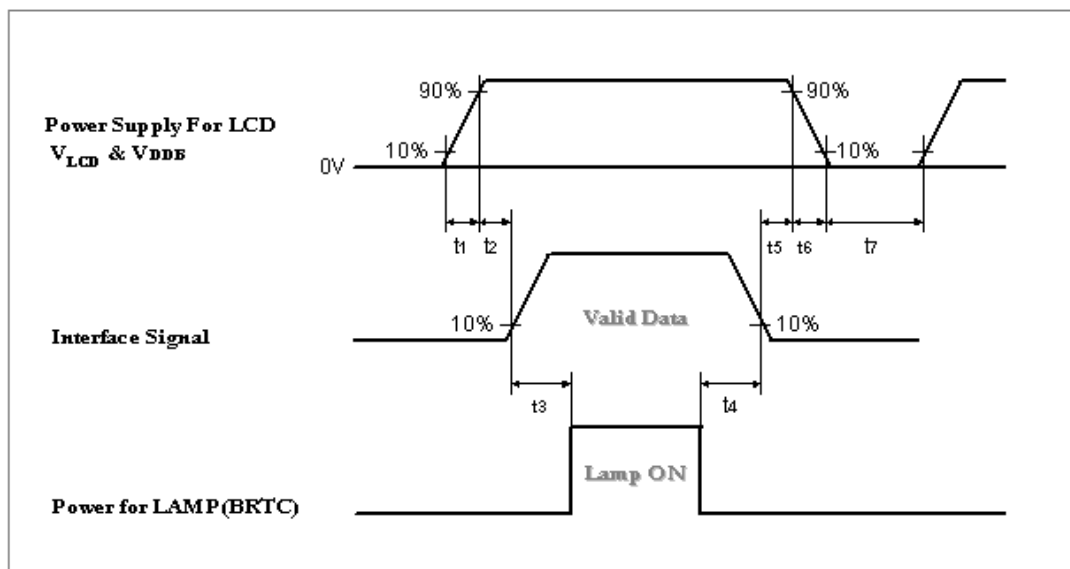 90% 90%
Power Supply For LCD
V_LCD & VDDB
10% 10%
0V
t1 t2 t5 t6 t7
Valid Data
10% 10%
Interface Signal
t3 t4
Lamp ON
Power for LAMP(BRTC)